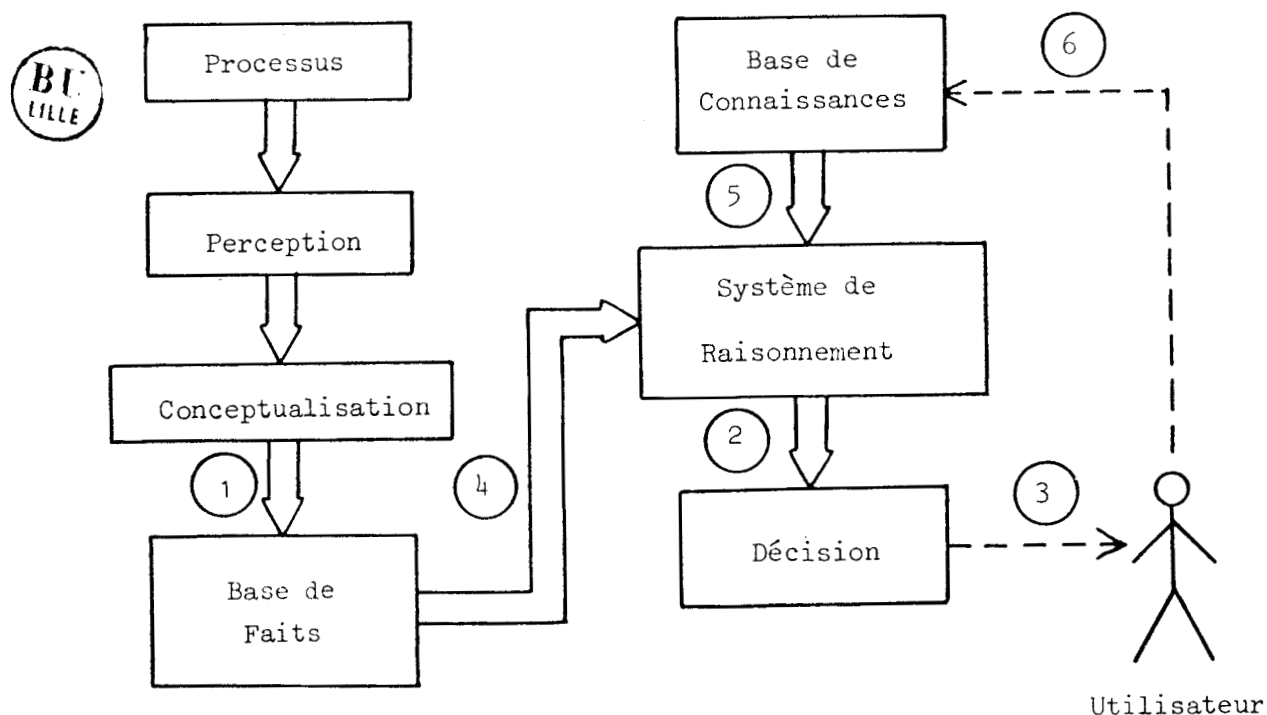 Processus
BU
LILLE
Perception
Conceptualisation
1
Base de
Faits
4
6
Base de
Connaissances
5
Système de
Raisonnement
2
Décision
3
Utilisateur